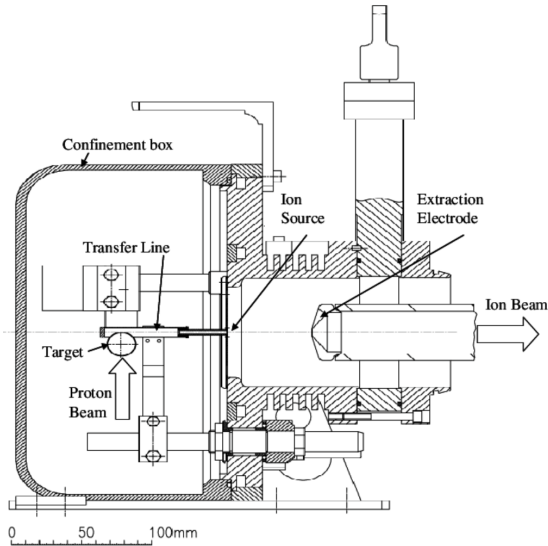 Confinement box
Ion
Source
Extraction
Electrode
Transfer Line
Ion Beam
Target
Proton
Beam
0 50 100mm